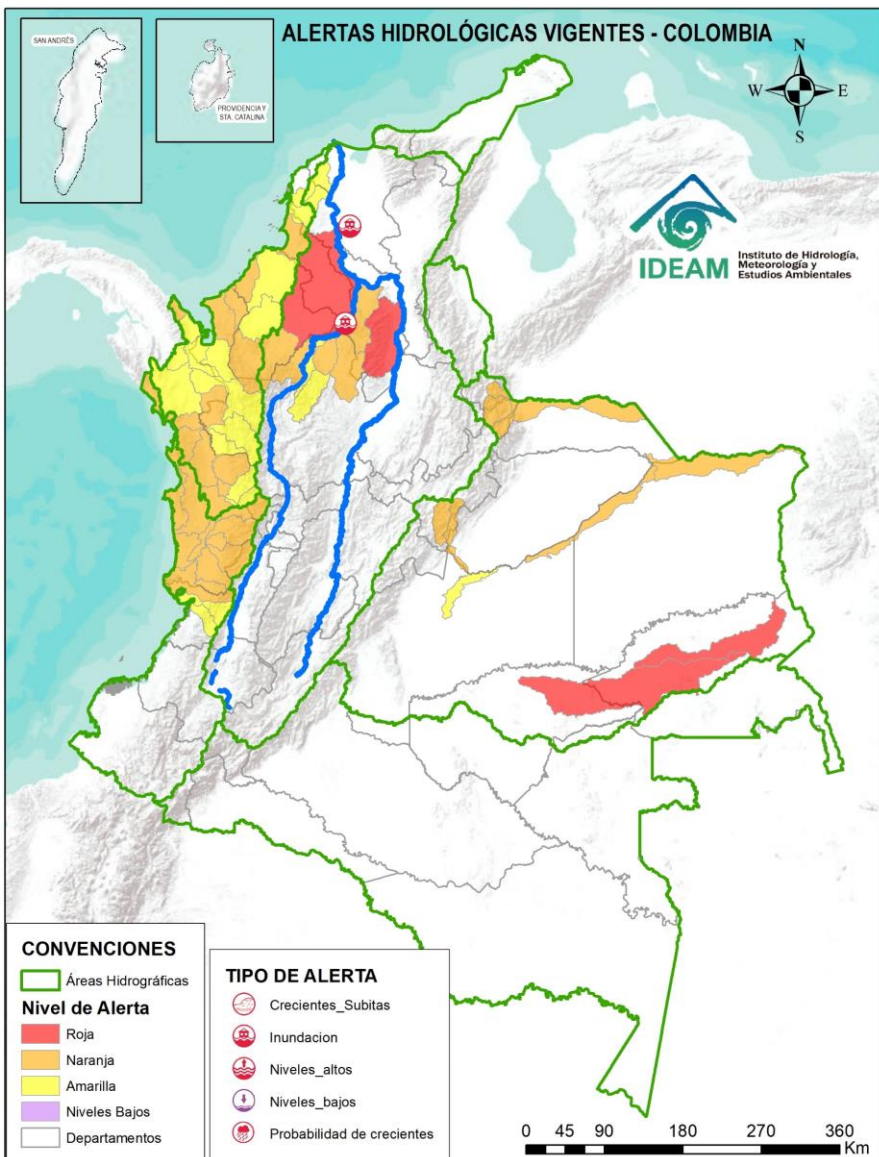 ALERTAS HIDROLÓGICAS VIGENTES - COLOMBIA
SAN ANDRÉS
PROVIDENCIA Y
STA. CATALINA
N
W
E
S
IDEAM
Instituto de Hidrología,
Meteorología y
Estudios Ambientales
CONVENCIONES
Áreas Hidrográficas
Nivel de Alerta
Roja
Naranja
Amarilla
Niveles Bajos
Departamentos
TIPO DE ALERTA
Crecientes_Subitas
Inundacion
Niveles_altos
Niveles_bajos
Probabilidad de crecientes
0 45 90 180 270 360
Km